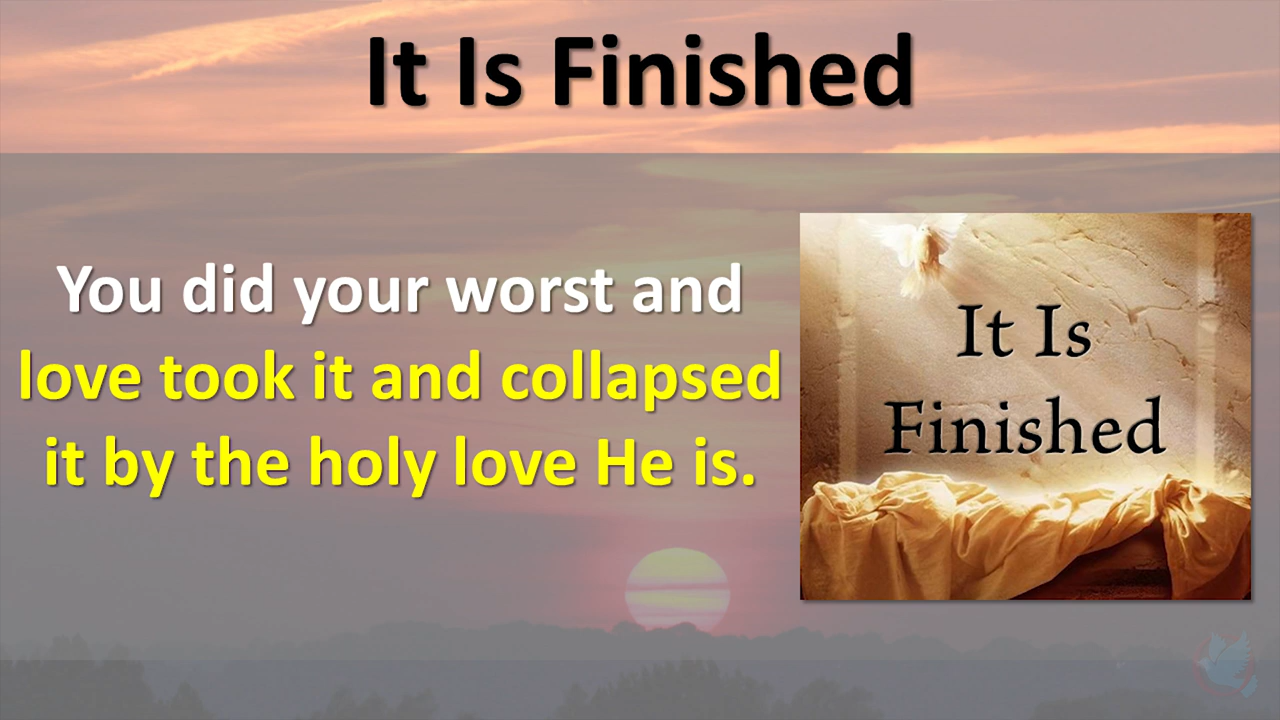 It Is Finished
You did your worst and
love took it and collapsed
it by the holy love He is.
It Is
Finished